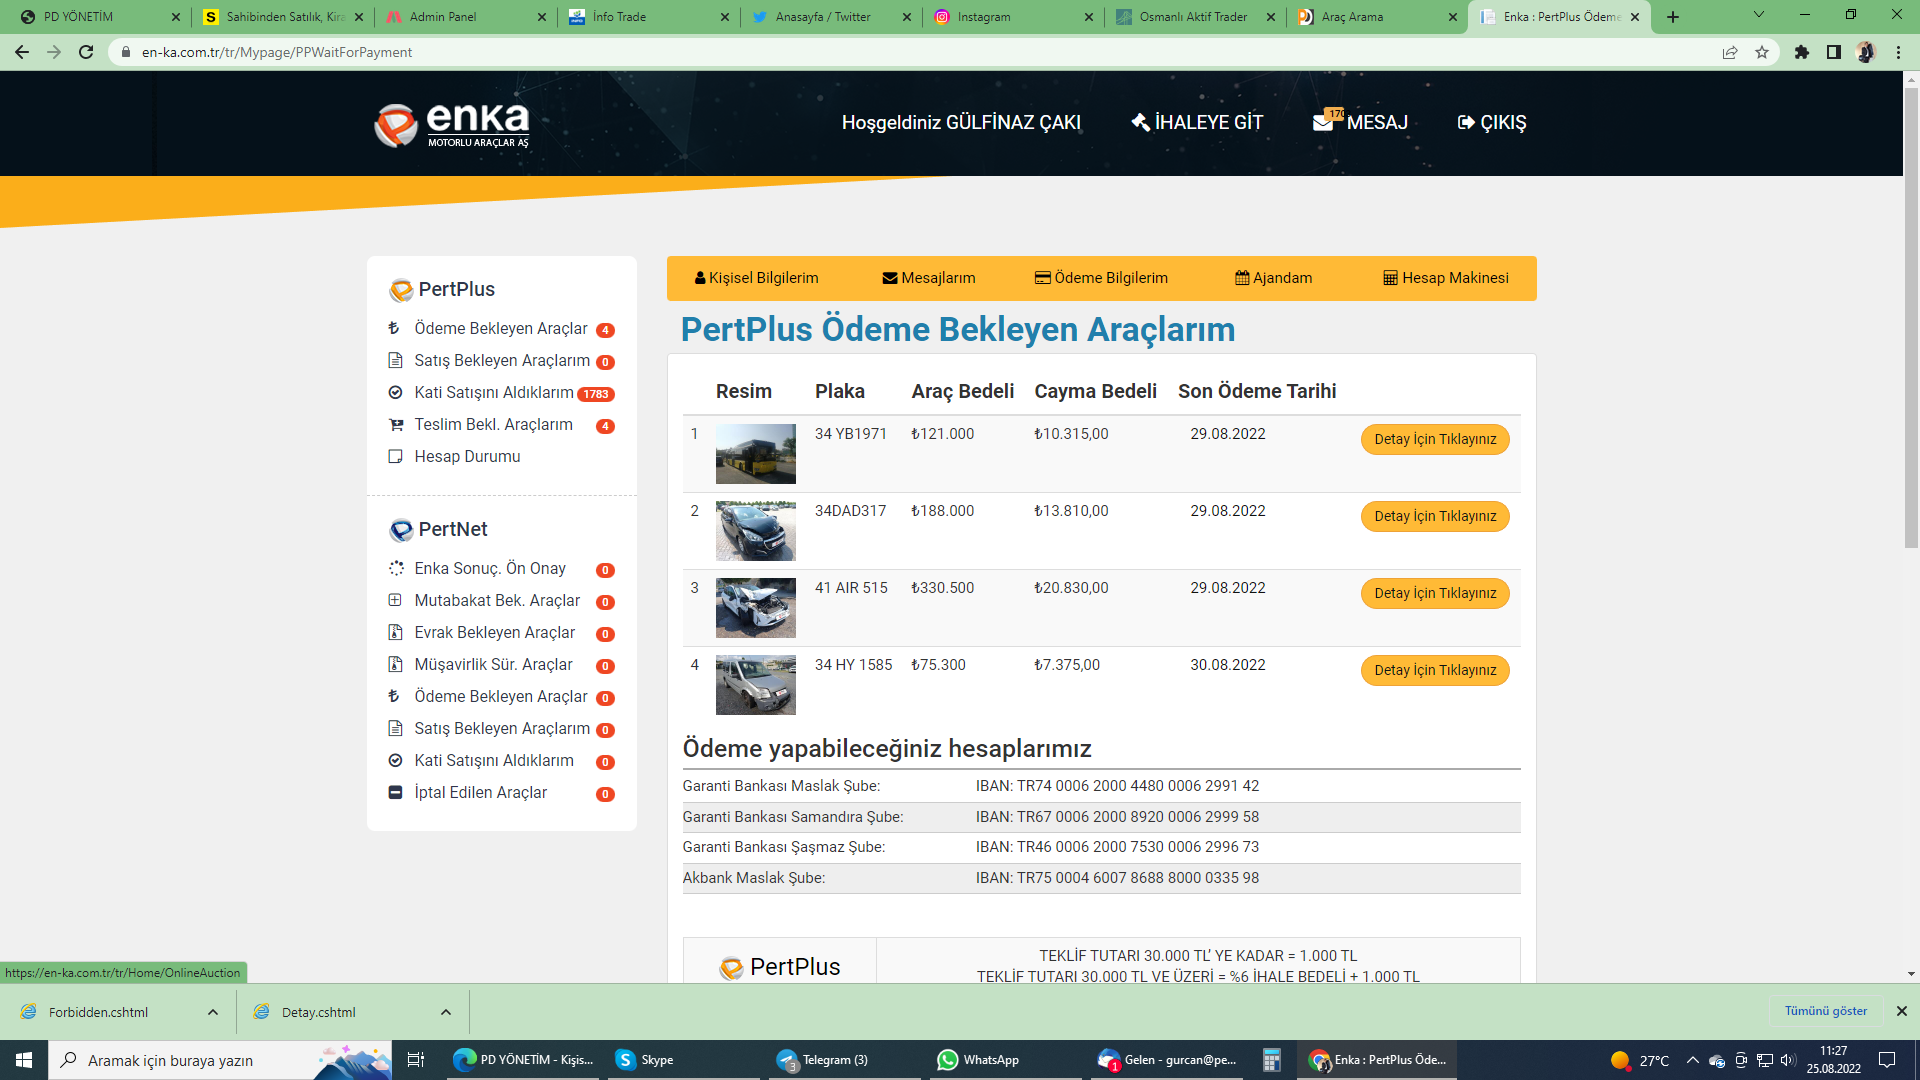 PD YÖNETİM
Sahibinden Satılık, Kira
Admin Panel
İnfo Trade
Anasayfa / Twitter
Instagram
Osmanlı Aktif Trader
Araç Arama
Enka : PertPlus Ödeme
en-ka.com.tr/tr/Mypage/PPWaitForPayment
enka
MOTORLU ARAÇLAR AŞ
Hoşgeldiniz GÜLFİNAZ ÇAKI
İHALEYE GİT
170
MESAJ
ÇIKIŞ
PertPlus
Ödeme Bekleyen Araçlar 4
Satış Bekleyen Araçlarım 0
Kati Satışını Aldıklarım 1783
Teslim Bekl. Araçlarım 4
Hesap Durumu
PertNet
Enka Sonuç. Ön Onay 0
Mutabakat Bek. Araçlar 0
Evrak Bekleyen Araçlar 0
Müşavirlik Sür. Araçlar 0
Ödeme Bekleyen Araçlar 0
Satış Bekleyen Araçlarım 0
Kati Satışını Aldıklarım 0
İptal Edilen Araçlar 0
Kişisel Bilgilerim
Mesajlarım
Ödeme Bilgilerim
Ajandam
Hesap Makinesi
PertPlus Ödeme Bekleyen Araçlarım
Resim Plaka Araç Bedeli Cayma Bedeli Son Ödeme Tarihi
1 34 YB1971 ₺121.000 ₺10.315,00 29.08.2022 Detay İçin Tıklayınız
2 34DAD317 ₺188.000 ₺13.810,00 29.08.2022 Detay İçin Tıklayınız
3 41 AIR 515 ₺330.500 ₺20.830,00 29.08.2022 Detay İçin Tıklayınız
4 34 HY 1585 ₺75.300 ₺7.375,00 30.08.2022 Detay İçin Tıklayınız
Ödeme yapabileceğiniz hesaplarımız
Garanti Bankası Maslak Şube: IBAN: TR74 0006 2000 4480 0006 2991 42
Garanti Bankası Samandıra Şube: IBAN: TR67 0006 2000 8920 0006 2999 58
Garanti Bankası Şaşmaz Şube: IBAN: TR46 0006 2000 7530 0006 2996 73
Akbank Maslak Şube: IBAN: TR75 0004 6007 8688 8000 0335 98
PertPlus
TEKLİF TUTARI 30.000 TL' YE KADAR = 1.000 TL
TEKLİF TUTARI 30.000 TL VE ÜZERİ = %6 İHALE BEDELİ + 1.000 TL
https://en-ka.com.tr/tr/Home/OnlineAuction
Forbidden.cshtml
Detay.cshtml
Tümünü göster
Aramak için buraya yazın
PD YÖNETİM - Kişis...
Skype
3
Telegram (3)
WhatsApp
1
Gelen - gurcan@pe...
Enka : PertPlus Öde...
27°C
11:27
25.08.2022